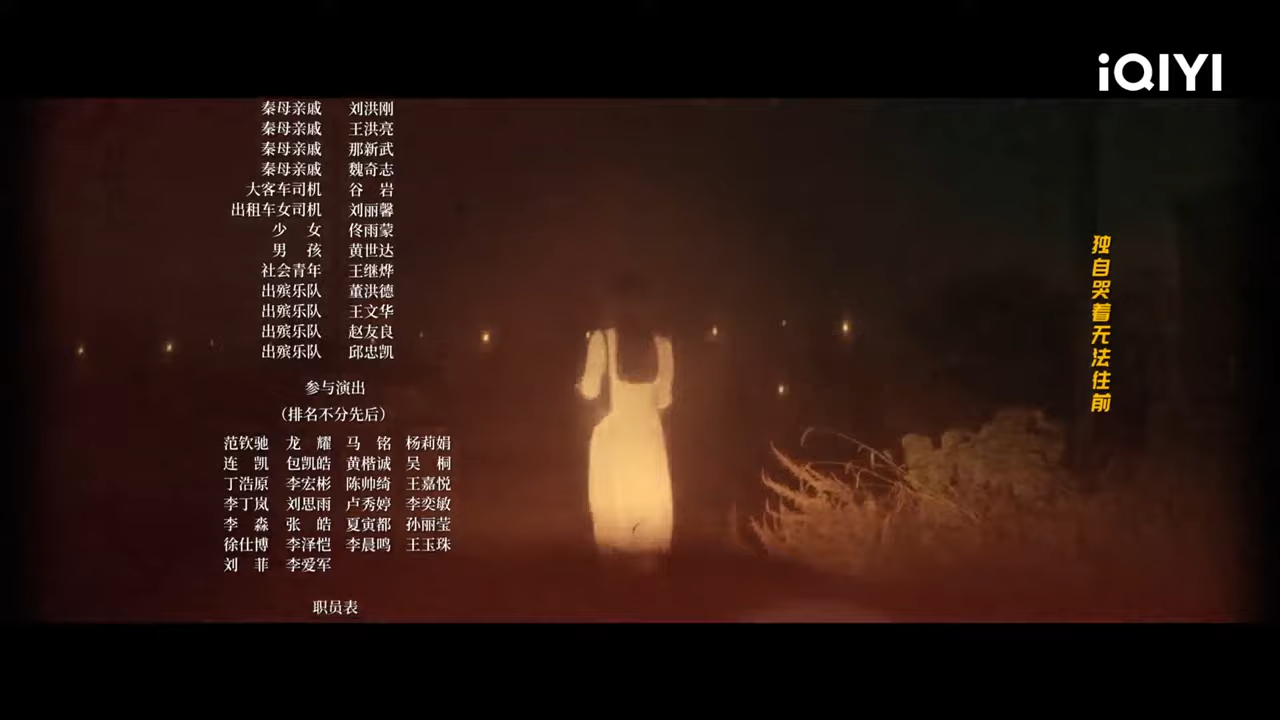 iQIYI
秦母亲戚 刘洪刚
秦母亲戚 王洪亮
秦母亲戚 那新武
秦母亲戚 魏奇志
大客车司机 谷 岩
出租车女司机 刘丽馨
少 女 佟雨蒙
男 孩 黄世达
社会青年 王继烨
出殡乐队 董洪德
出殡乐队 王文华
出殡乐队 赵友良
出殡乐队 邱忠凯
参与演出
（排名不分先后）
范钦驰 龙 耀 马 铭 杨莉娟
连 凯 包凯皓 黄楷诚 吴 桐
丁浩原 李宏彬 陈帅绮 王嘉悦
李丁岚 刘思雨 卢秀婷 李奕敏
李 淼 张 皓 夏寅都 孙丽莹
徐仕博 李泽恺 李晨鸣 王玉珠
刘 菲 李爱军
职员表
独自哭着无法往前